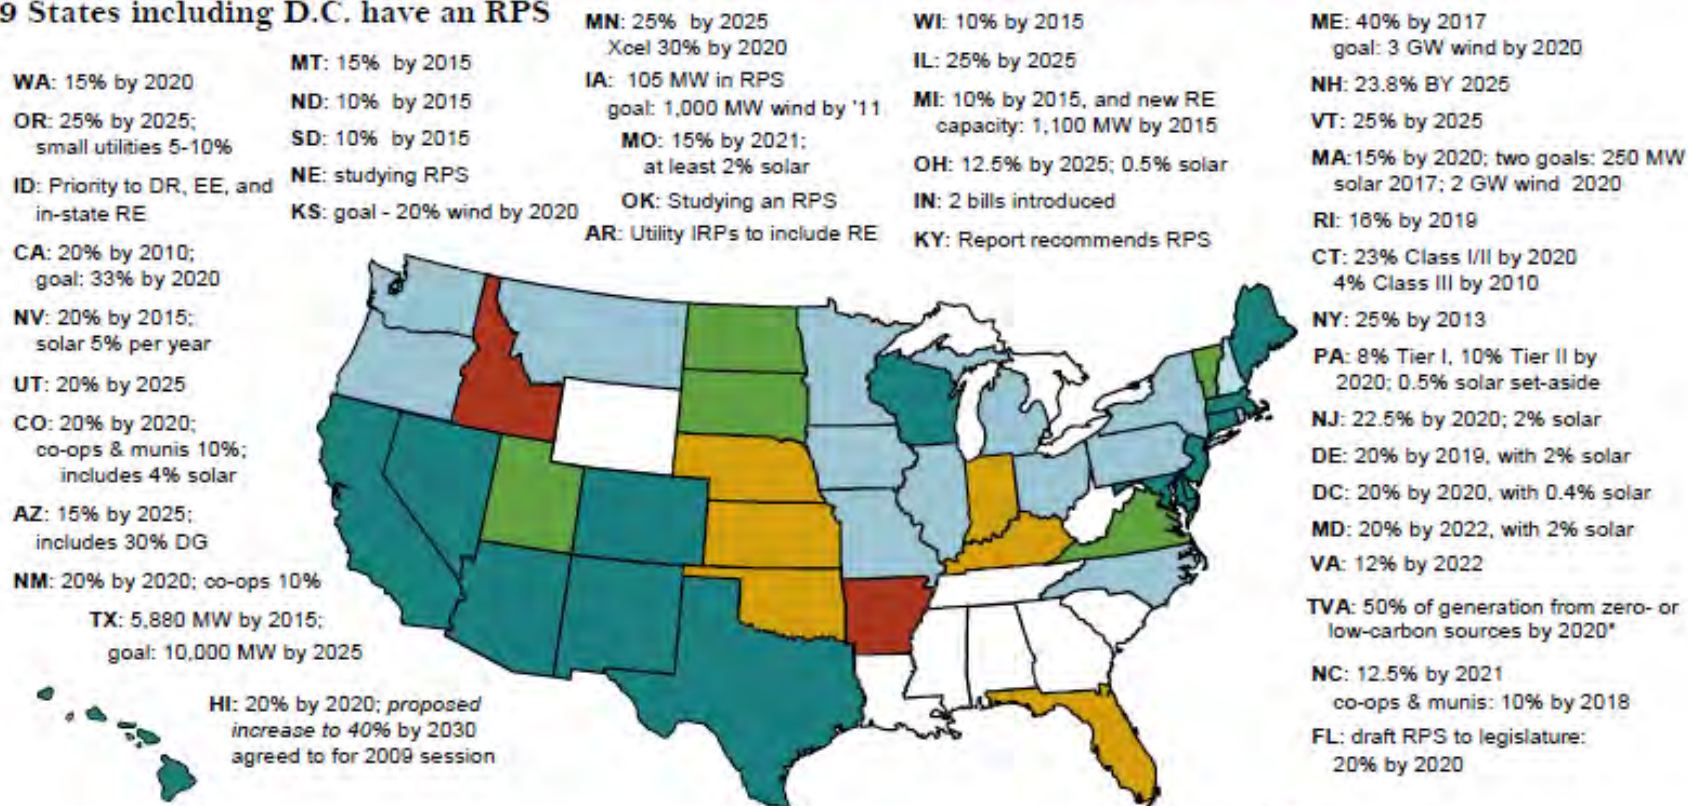 9 States including D.C. have an RPS
WA: 15% by 2020
OR: 25% by 2025;
small utilities 5-10%
ID: Priority to DR, EE, and
in-state RE
CA: 20% by 2010;
goal: 33% by 2020
NV: 20% by 2015;
solar 5% per year
UT: 20% by 2025
CO: 20% by 2020;
co-ops & munis 10%;
includes 4% solar
AZ: 15% by 2025;
includes 30% DG
NM: 20% by 2020; co-ops 10%
TX: 5,880 MW by 2015;
goal: 10,000 MW by 2025
HI: 20% by 2020; proposed
increase to 40% by 2030
agreed to for 2009 session
MT: 15% by 2015
ND: 10% by 2015
SD: 10% by 2015
NE: studying RPS
KS: goal - 20% wind by 2020
MN: 25% by 2025
Xcel 30% by 2020
IA: 105 MW in RPS
goal: 1,000 MW wind by '11
MO: 15% by 2021;
at least 2% solar
OK: Studying an RPS
AR: Utility IRPs to include RE
WI: 10% by 2015
IL: 25% by 2025
MI: 10% by 2015, and new RE
capacity: 1,100 MW by 2015
OH: 12.5% by 2025; 0.5% solar
IN: 2 bills introduced
KY: Report recommends RPS
ME: 40% by 2017
goal: 3 GW wind by 2020
NH: 23.8% BY 2025
VT: 25% by 2025
MA:15% by 2020; two goals: 250 MW
solar 2017; 2 GW wind 2020
RI: 16% by 2019
CT: 23% Class I/II by 2020
4% Class III by 2010
NY: 25% by 2013
PA: 8% Tier I, 10% Tier II by
2020; 0.5% solar set-aside
NJ: 22.5% by 2020; 2% solar
DE: 20% by 2019, with 2% solar
DC: 20% by 2020, with 0.4% solar
MD: 20% by 2022, with 2% solar
VA: 12% by 2022
TVA: 50% of generation from zero- or
low-carbon sources by 2020*
NC: 12.5% by 2021
co-ops & munis: 10% by 2018
FL: draft RPS to legislature:
20% by 2020